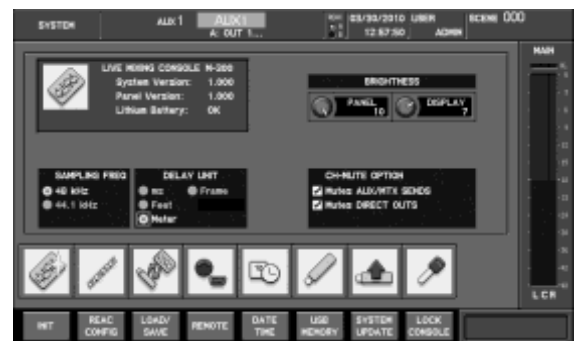 SYSTEM
AUX 1
AUX 1
A: OUT 1...
03/30/2010
12:57:50
USER
ADMIN
SCENE 000
MAIN
LIVE MIXING CONSOLE M-300
System Version: 1.000
Panel Version: 1.000
Lithium Battery: OK
BRIGHTNESS
PANEL
10
DISPLAY
7
SAMPLING FREQ
48 kHz
44.1 kHz
DELAY UNIT
ms
Frame
Feet
Meter
CH-MUTE OPTION
Mutes AUX/MTX SENDS
Mutes DIRECT OUTS
L C R
INIT
REAC CONFIG
LOAD/ SAVE
REMOTE
DATE TIME
USB MEMORY
SYSTEM UPDATE
LOCK CONSOLE